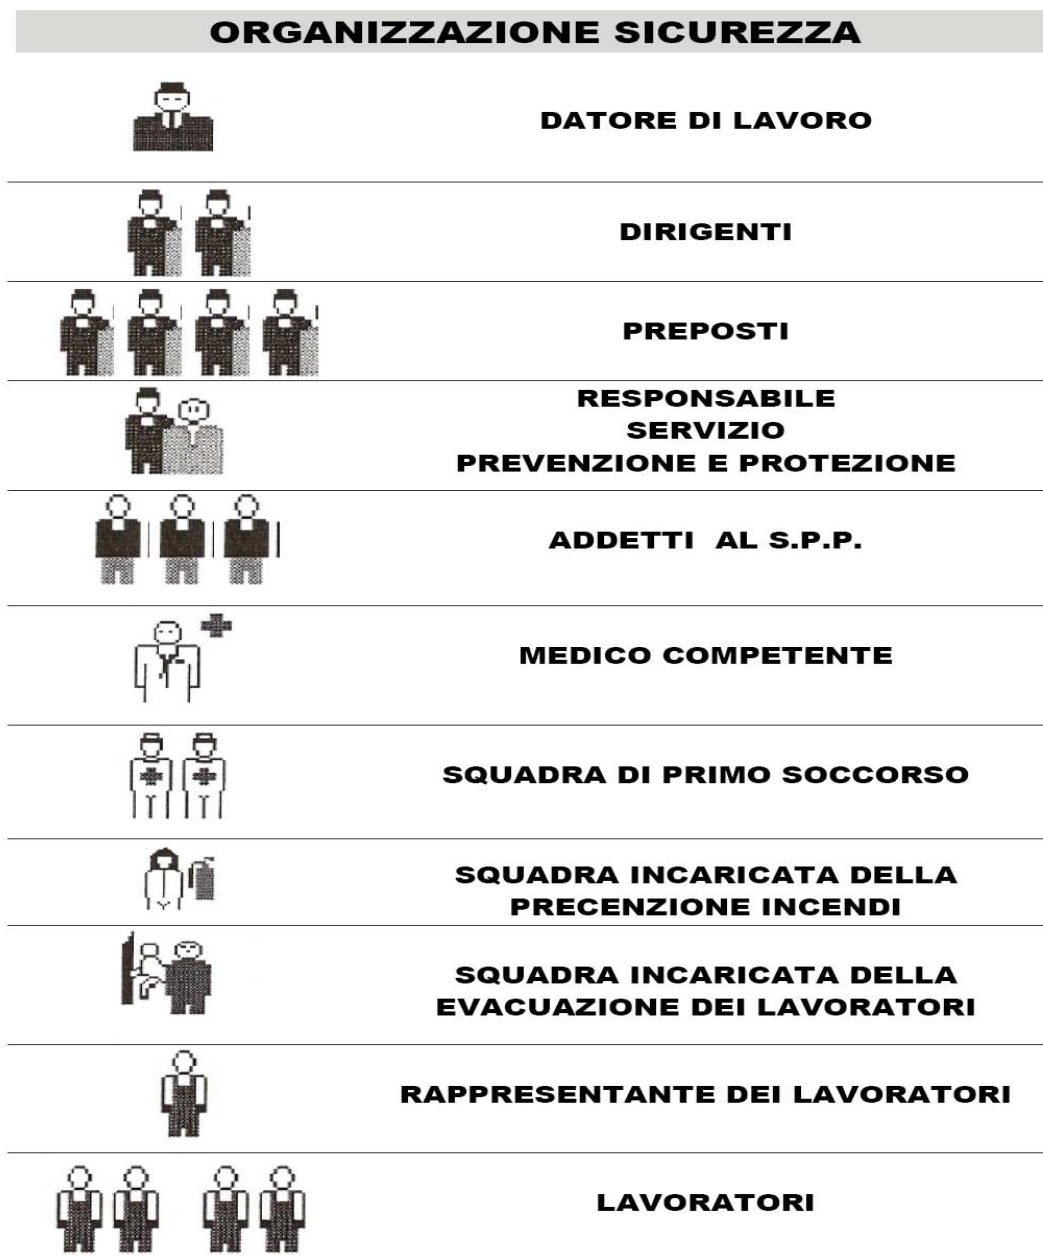 ORGANIZZAZIONE SICUREZZA
DATORE DI LAVORO
DIRIGENTI
PREPOSTI
RESPONSABILE
SERVIZIO
PREVENZIONE E PROTEZIONE
ADDETTI AL S.P.P.
MEDICO COMPETENTE
SQUADRA DI PRIMO SOCCORSO
SQUADRA INCARICATA DELLA
PRECENZIONE INCENDI
SQUADRA INCARICATA DELLA
EVACUAZIONE DEI LAVORATORI
RAPPRESENTANTE DEI LAVORATORI
LAVORATORI